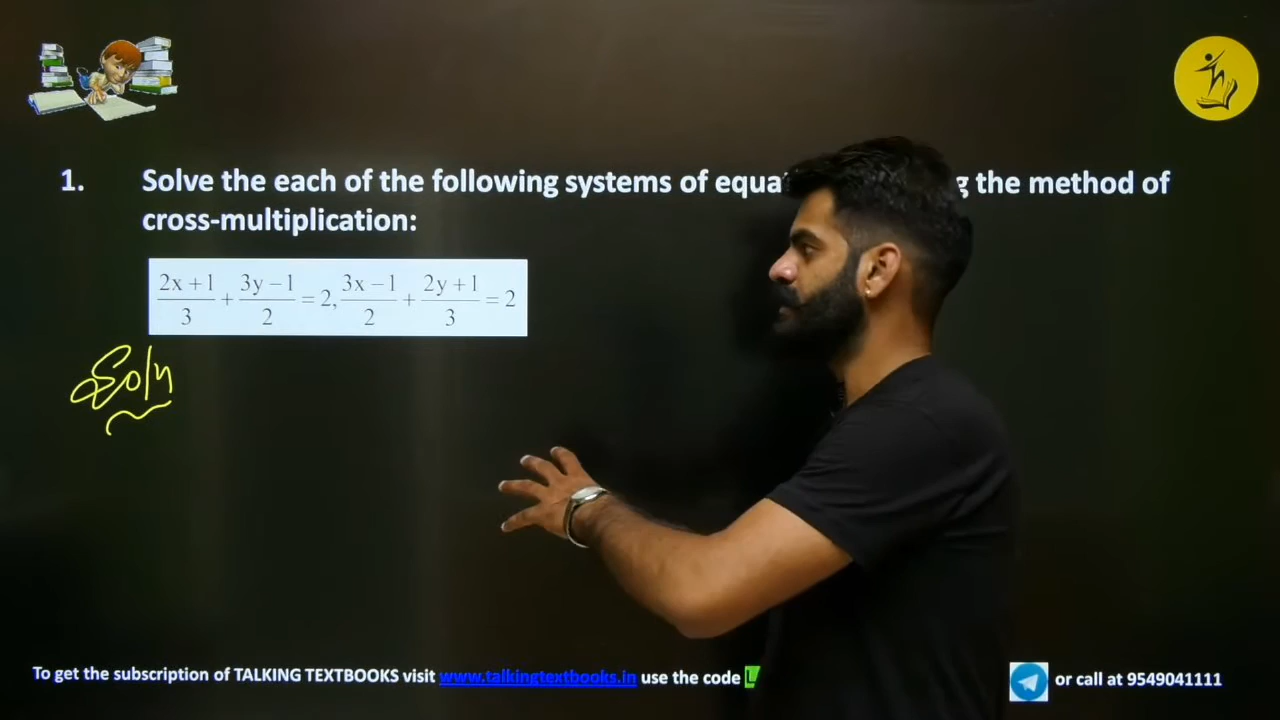 1. Solve the each of the following systems of equa g the method of
cross-multiplication:
2x+1/3 + 3y−1/2 = 2, 3x−1/2 + 2y+1/3 = 2
Soln
To get the subscription of TALKING TEXTBOOKS visit www.talkingtextbooks.in use the code
or call at 9549041111